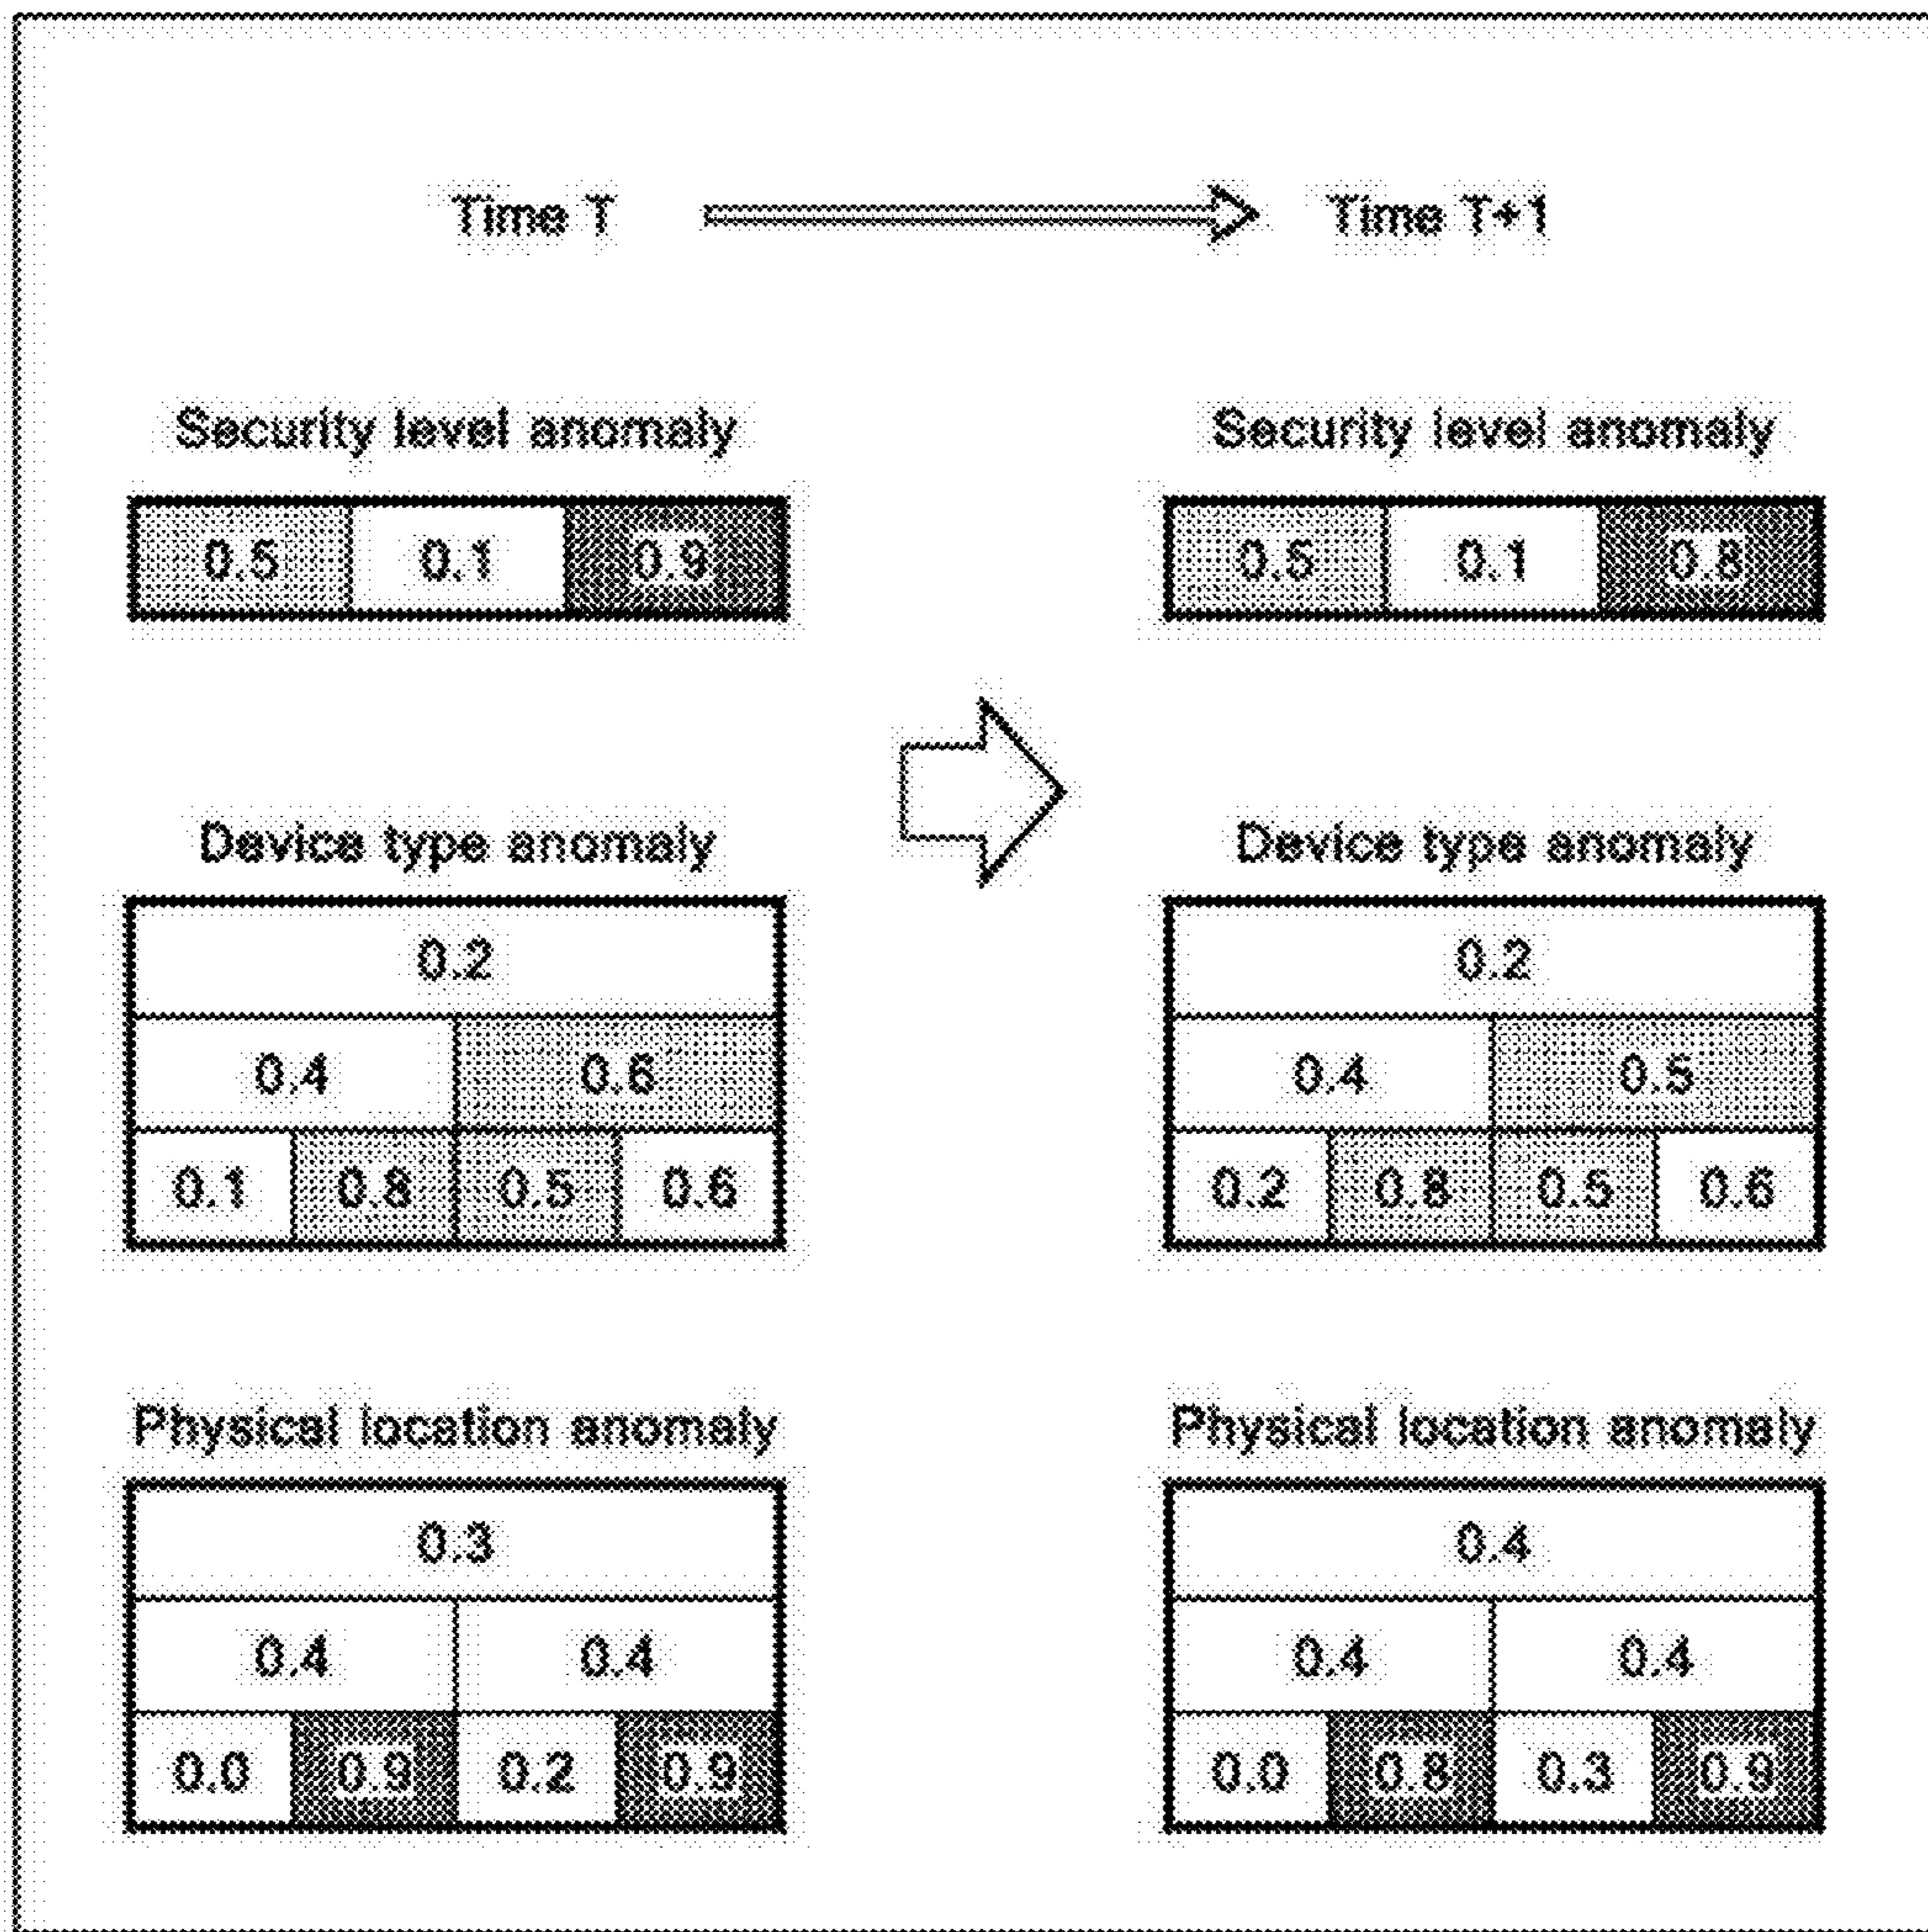 Time T Time T+1
Security level anomaly Security level anomaly
0.5 0.1 0.9 0.5 0.1 0.8
Device type anomaly Device type anomaly
0.2 0.2
0.4 0.6 0.4 0.5
0.1 0.8 0.5 0.6 0.2 0.8 0.5 0.6
Physical location anomaly Physical location anomaly
0.3 0.4
0.4 0.4 0.4 0.4
0.0 0.9 0.2 0.9 0.0 0.8 0.3 0.9